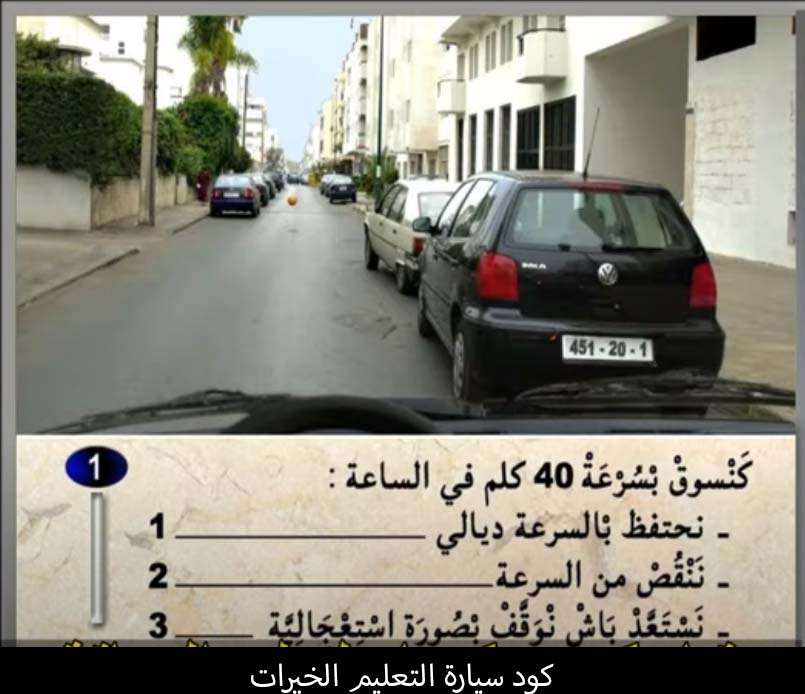 451 - 20 - 1
1
كَنْسوقْ بْسُرْعَةْ 40 كلم في الساعة :
- نحتفظ بْالسرعة ديالي 1
- نَنْقُصْ من السرعة 2
- نَسْتَعَّدْ بَاشْ نْوَقَّفْ بْصُورَة اسْتِعْجَالِيَّة 3
كود سيارة التعليم الخيرات